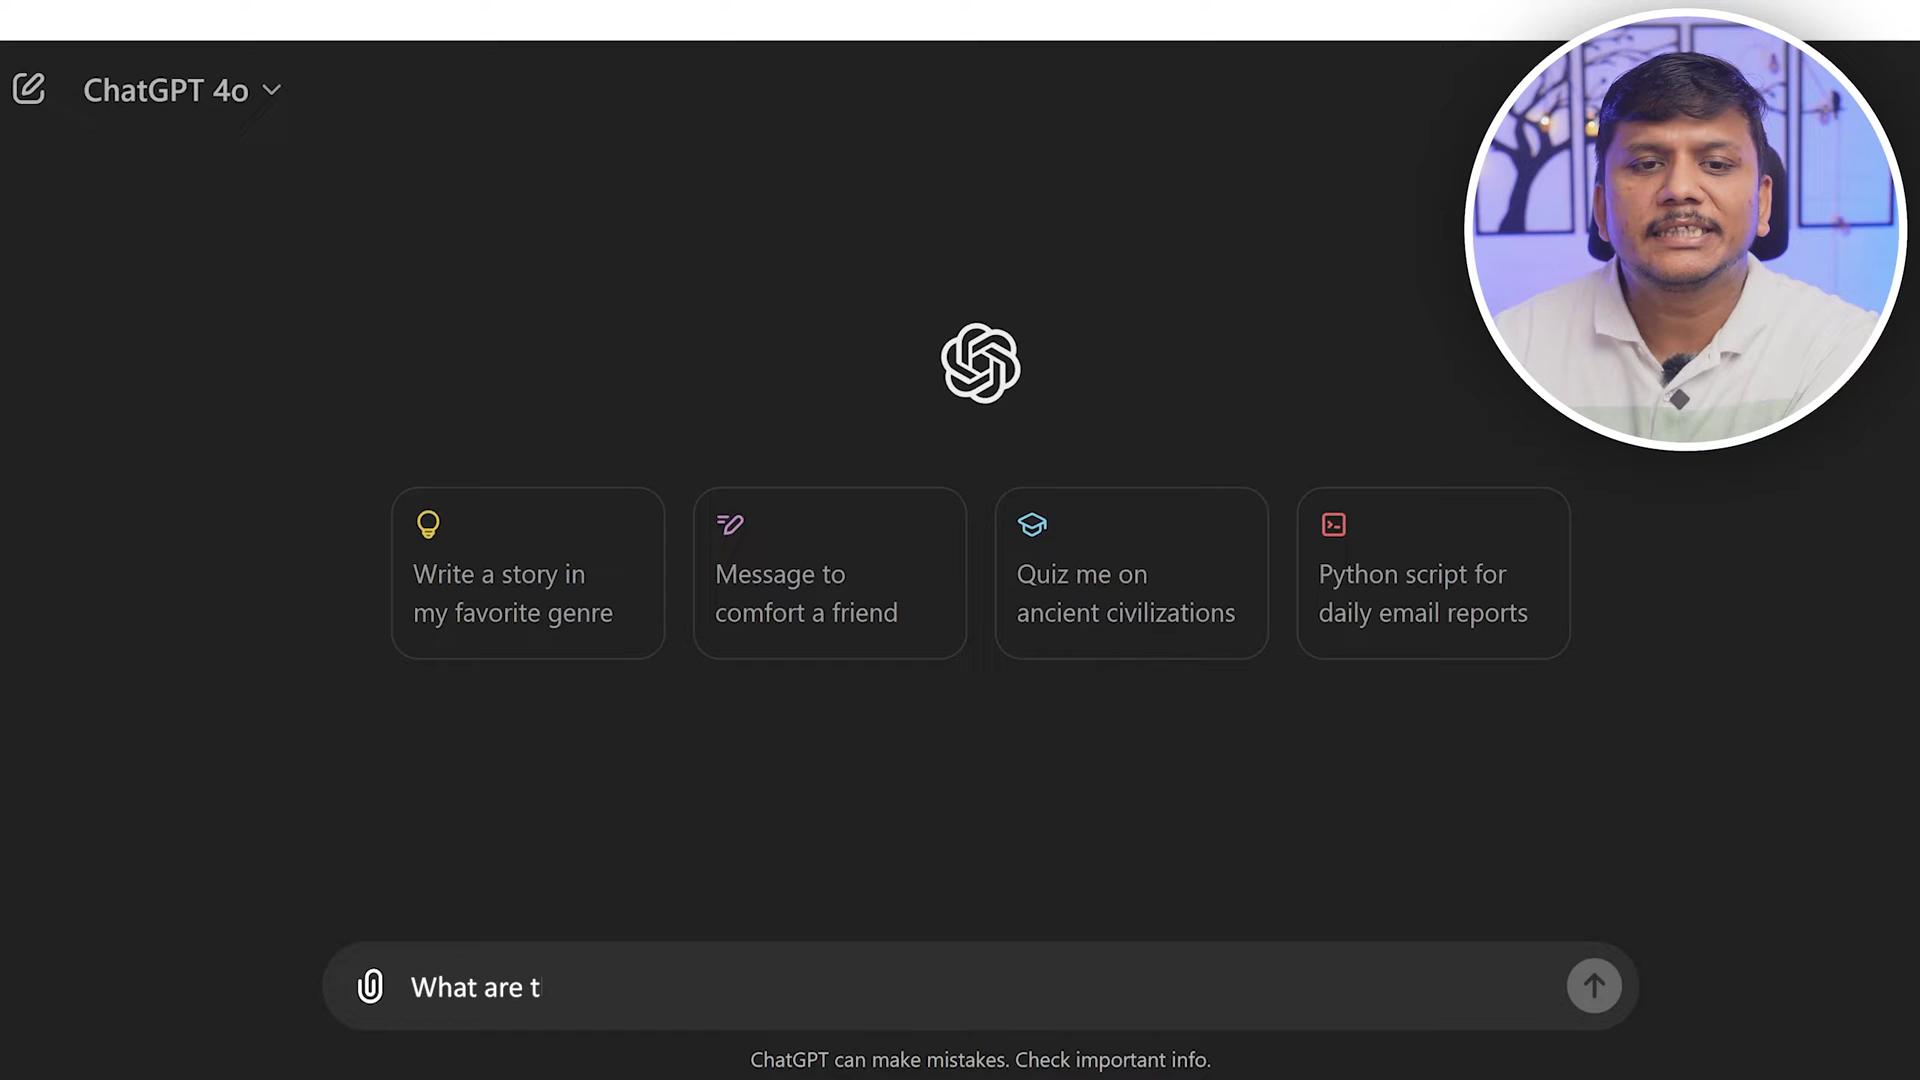 ChatGPT 4o
Write a story in
my favorite genre
Message to
comfort a friend
Quiz me on
ancient civilizations
Python script for
daily email reports
What are t
ChatGPT can make mistakes. Check important info.